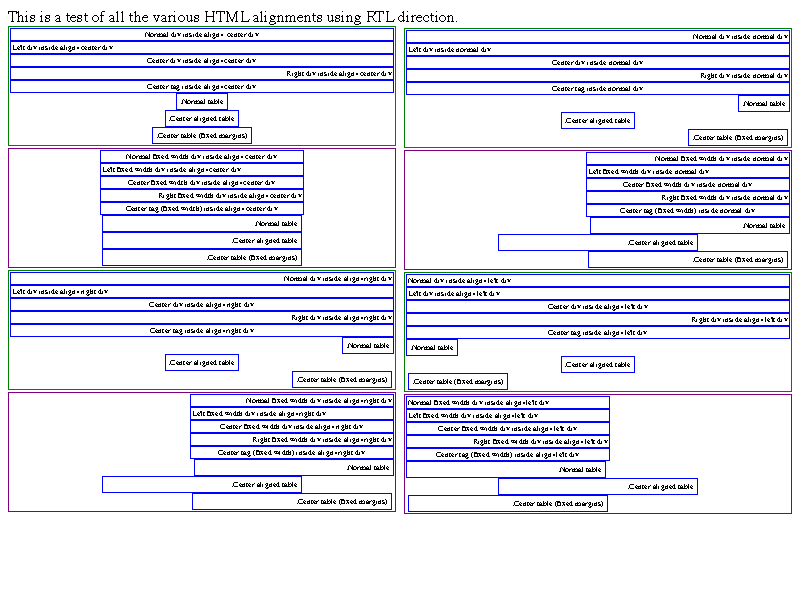 This is a test of all the various HTML alignments using RTL direction.
Normal div inside align=center div
Left div inside align=center div
Center div inside align=center div
Right div inside align=center div
Center tag inside align=center div
.Normal table
.Center aligned table
.Center table (fixed margins)
Normal div inside normal div
Left div inside normal div
Center div inside normal div
Right div inside normal div
Center tag inside normal div
.Normal table
.Center aligned table
.Center table (fixed margins)
Normal fixed width div inside align=center div
Left fixed width div inside align=center div
Center fixed width div inside align=center div
Right fixed width div inside align=center div
Center tag (fixed width) inside align=center div
.Normal table
.Center aligned table
.Center table (fixed margins)
Normal fixed width div inside normal div
Left fixed width div inside normal div
Center fixed width div inside normal div
Right fixed width div inside normal div
Center tag (fixed width) inside normal div
.Normal table
.Center aligned table
.Center table (fixed margins)
Normal div inside align=right div
Left div inside align=right div
Center div inside align=right div
Right div inside align=right div
Center tag inside align=right div
.Normal table
.Center aligned table
.Center table (fixed margins)
Normal div inside align=left div
Left div inside align=left div
Center div inside align=left div
Right div inside align=left div
Center tag inside align=left div
.Normal table
.Center aligned table
.Center table (fixed margins)
Normal fixed width div inside align=right div
Left fixed width div inside align=right div
Center fixed width div inside align=right div
Right fixed width div inside align=right div
Center tag (fixed width) inside align=right div
.Normal table
.Center aligned table
.Center table (fixed margins)
Normal fixed width div inside align=left div
Left fixed width div inside align=left div
Center fixed width div inside align=left div
Right fixed width div inside align=left div
Center tag (fixed width) inside align=left div
.Normal table
.Center aligned table
.Center table (fixed margins)